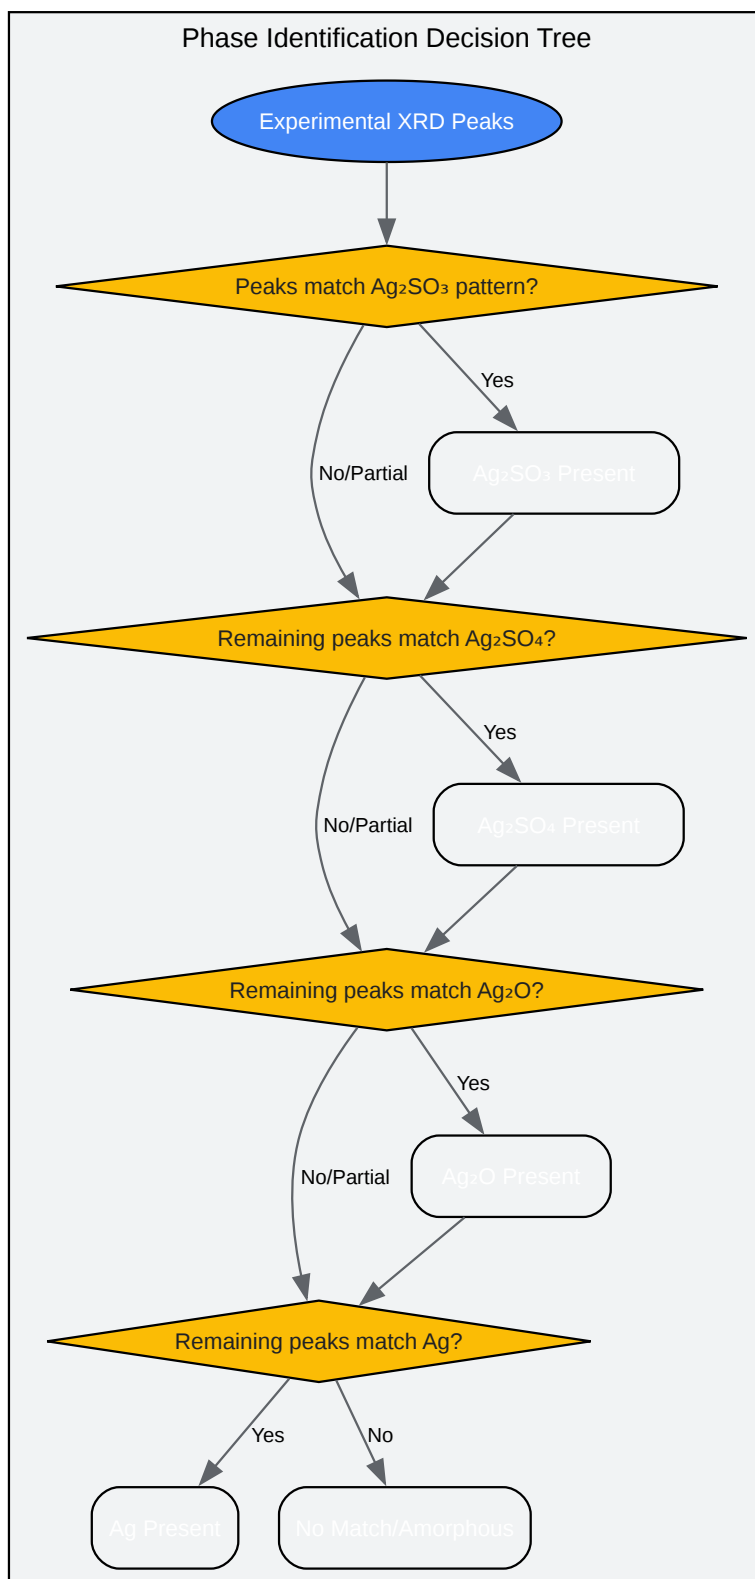 Phase Identification Decision Tree
Experimental XRD Peaks
Peaks match Ag₂SO₃ pattern?
Yes
No/Partial
Ag₂SO₃ Present
Remaining peaks match Ag₂SO₄?
Yes
No/Partial
Ag₂SO₄ Present
Remaining peaks match Ag₂O?
Yes
No/Partial
Ag₂O Present
Remaining peaks match Ag?
Yes
No
Ag Present
No Match/Amorphous